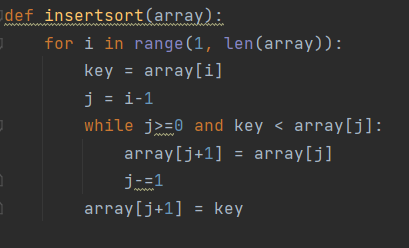 def insertsort(array):
    for i in range(1, len(array)):
        key = array[i]
        j = i-1
        while j>=0 and key < array[j]:
            array[j+1] = array[j]
            j-=1
        array[j+1] = key